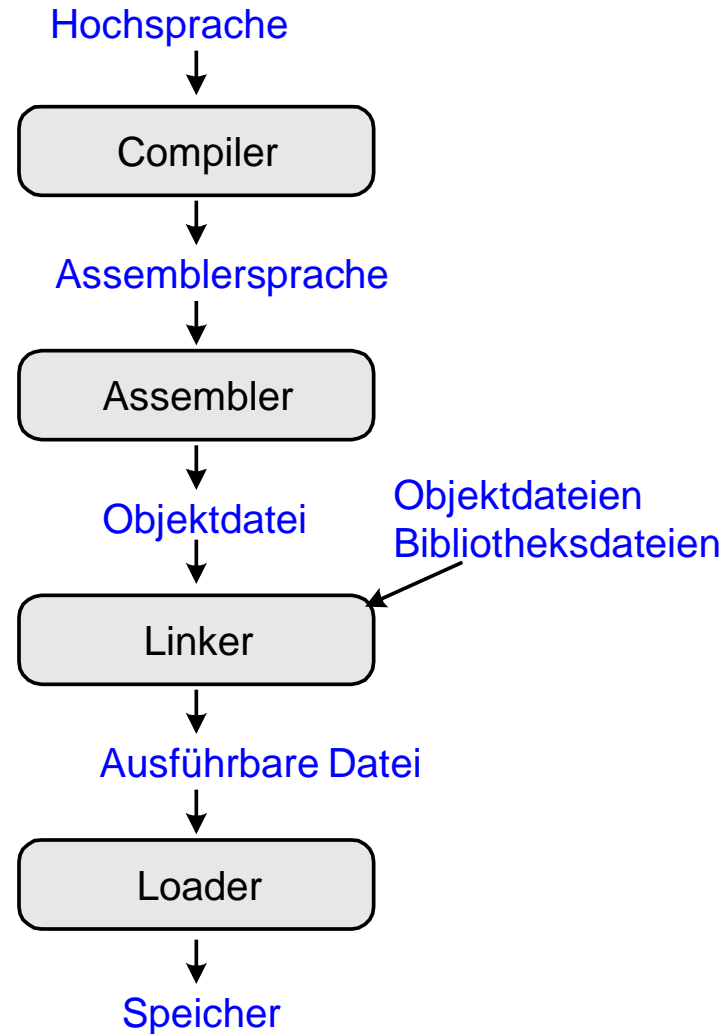 Hochsprache
Compiler
Assemblersprache
Assembler
Objektdatei
Objektdateien
Bibliotheksdateien
Linker
Ausführbare Datei
Loader
Speicher